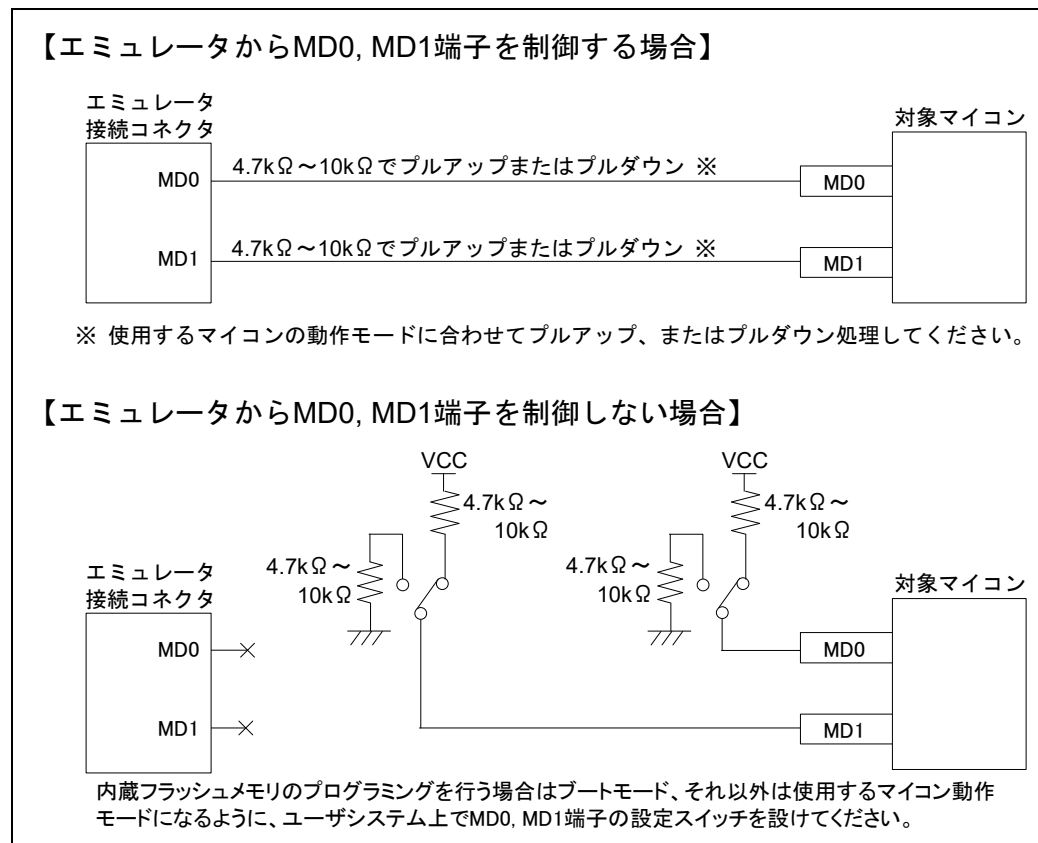 【エミュレータからMD0, MD1端子を制御する場合】
エミュレータ
接続コネクタ
対象マイコン
MD0
4.7kΩ～10kΩでプルアップまたはプルダウン ※
MD0
MD1
4.7kΩ～10kΩでプルアップまたはプルダウン ※
MD1
※ 使用するマイコンの動作モードに合わせてプルアップ、またはプルダウン処理してください。
【エミュレータからMD0, MD1端子を制御しない場合】
VCC
VCC
4.7kΩ～
10kΩ
4.7kΩ～
10kΩ
4.7kΩ～
10kΩ
4.7kΩ～
10kΩ
エミュレータ
接続コネクタ
対象マイコン
MD0
MD0
MD1
MD1
内蔵フラッシュメモリのプログラミングを行う場合はブートモード、それ以外は使用するマイコン動作
モードになるように、ユーザシステム上でMD0, MD1端子の設定スイッチを設けてください。